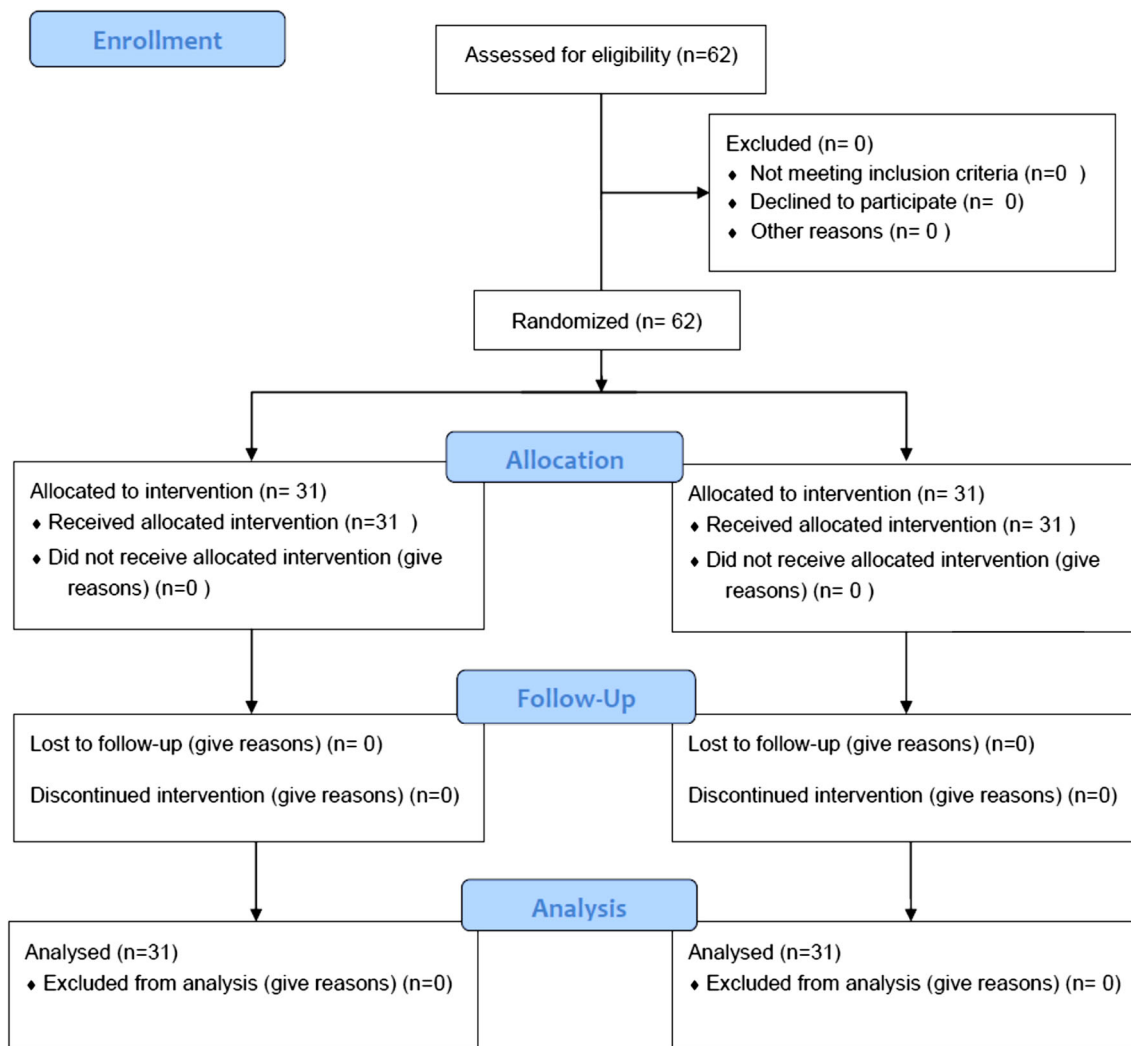 Enrollment
Assessed for eligibility (n=62)
Excluded (n= 0)
♦ Not meeting inclusion criteria (n=0  )
♦ Declined to participate (n=  0)
♦ Other reasons (n= 0 )
Randomized (n= 62)
Allocation
Allocated to intervention (n= 31)
♦ Received allocated intervention (n=31  )
♦ Did not receive allocated intervention (give
reasons) (n=0 )
Allocated to intervention (n= 31)
♦ Received allocated intervention (n= 31 )
♦ Did not receive allocated intervention (give
reasons) (n= 0 )
Follow-Up
Lost to follow-up (give reasons) (n= 0)
Discontinued intervention (give reasons) (n=0)
Lost to follow-up (give reasons) (n=0)
Discontinued intervention (give reasons) (n=0)
Analysis
Analysed (n=31)
♦ Excluded from analysis (give reasons) (n=0)
Analysed (n=31)
♦ Excluded from analysis (give reasons) (n= 0)